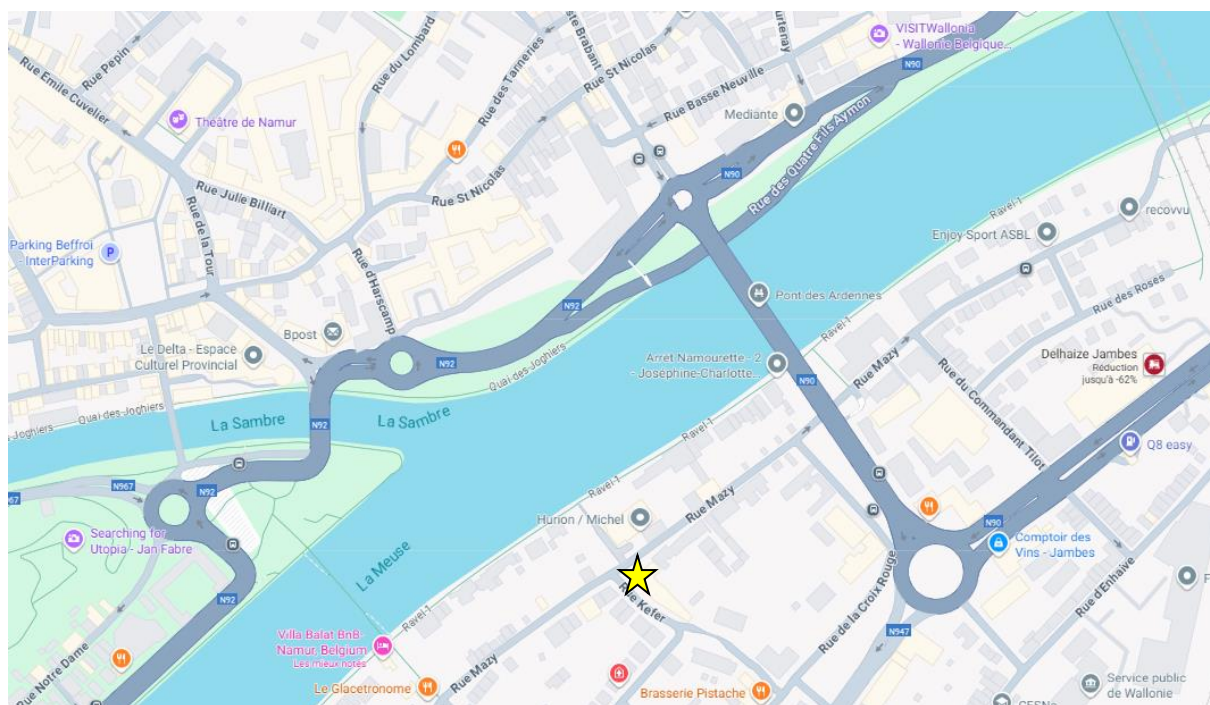 VISITWallonia
- Wallonie Belgique...
N90
Rue du Lombard
Rue Pepin
Rue Emile Cuvelier
Rue des Tanneries
Rue St Nicolas
Rue Basse Neuville
Mediante
Théâtre de Namur
Rue des Quatre Fils Aymon
N90
Rue St Nicolas
Rue Julie Billiart
Rue de la Tour
Ravel 1
recovvu
Enjoy Sport ASBL
Parking Beffroi
- InterParking
P
Rue d'Harscamp
Pont des Ardennes
Rue des Roses
N92
Bpost
Le Delta - Espace
Culturel Provincial
N92
Ravel 1
Rue Mazy
Delhaize Jambes
Réduction
jusqu'à -62%
Arrêt Namourette - 2
- Joséphine-Charlotte...
N90
Quai des Joghiers
Rue du Commandant Tilot
Quai des Joghiers
Joghiers
La Sambre
La Sambre
N92
Ravel 1
Q8 easy
N967
N92
Ravel 1
Rue Mazy
Hurion / Michel
N90
Comptoir des
Vins - Jambes
Searching for
Utopia - Jan Fabre
La Meuse
Rue Kefer
Rue de la Croix Rouge
Rue d'Enhaive
N92
Ravel 1
N947
Villa Balat BnB
Namur, Belgium
Les mieux notés
Rue Notre Dame
Rue Mazy
Le Glacetronome
Brasserie Pistache
Service public
de Wallonie